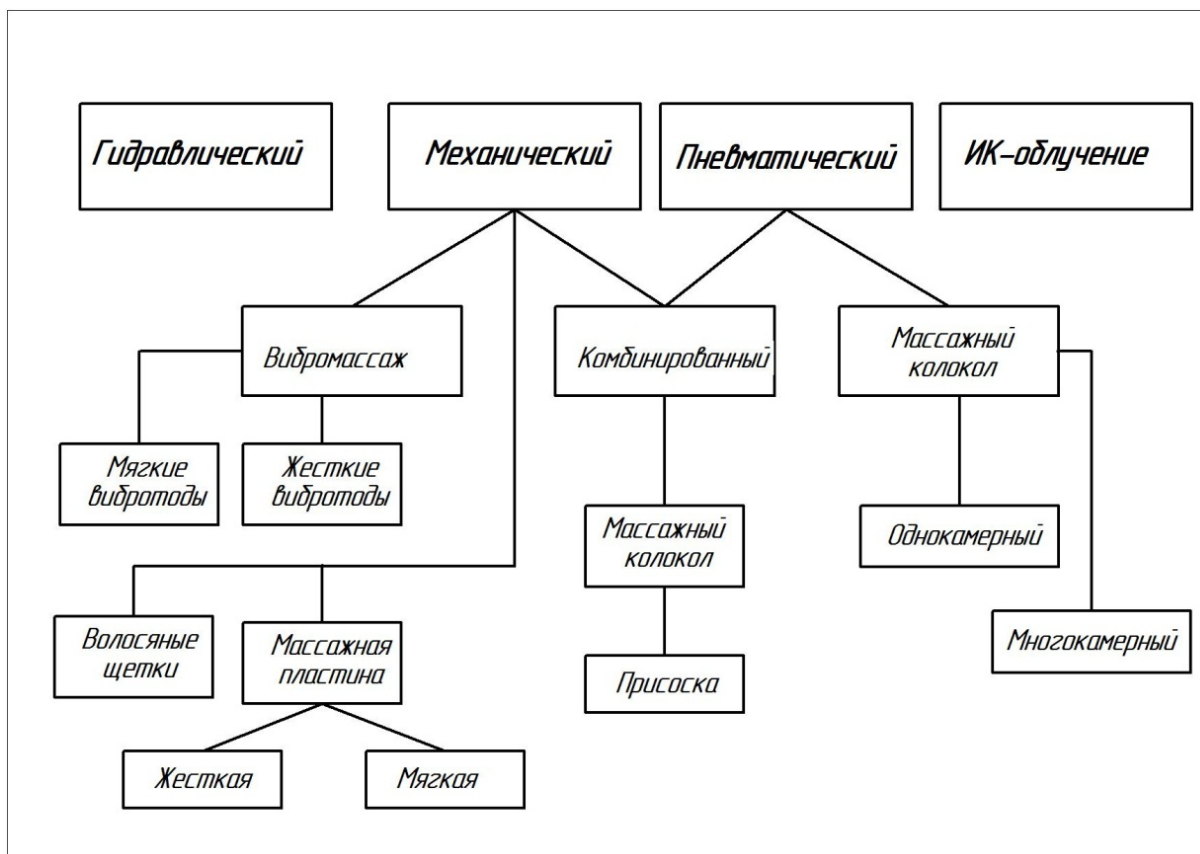 Гидравлический
Механический
Пневматический
ИК-облучение
Вибромассаж
Комбинированный
Массажный
колокол
Мягкие
вибротоды
Жесткие
вибротоды
Массажный
колокол
Однокамерный
Волосяные
щетки
Массажная
пластина
Многокамерный
Присоска
Жесткая
Мягкая